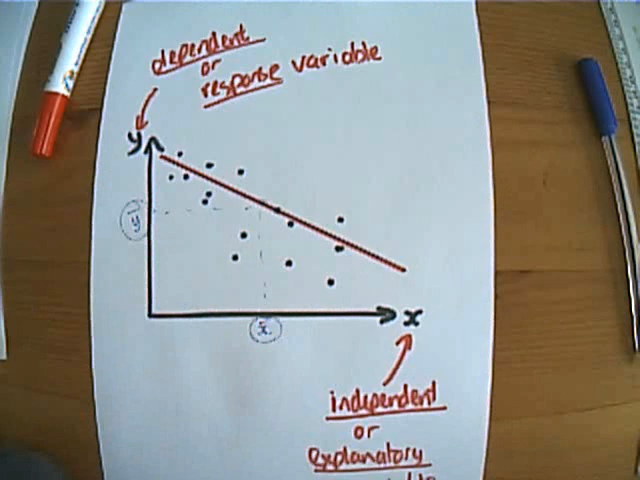 dependent
or
response variable
y
ȳ
x̄
x
independent
or
explanatory